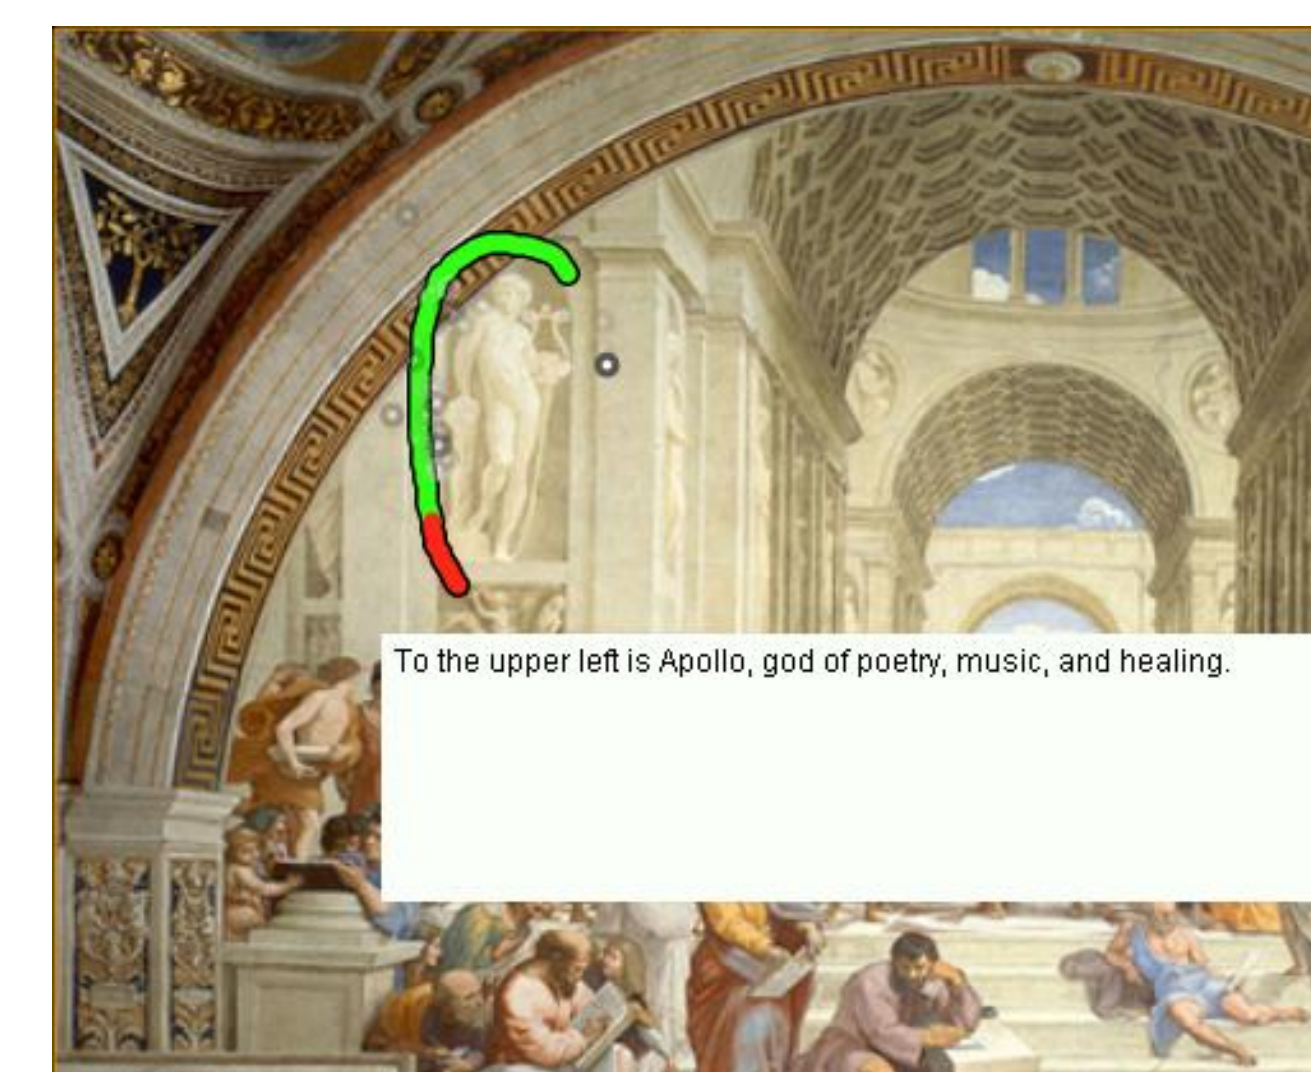 To the upper left is Apollo, god of poetry, music, and healing.